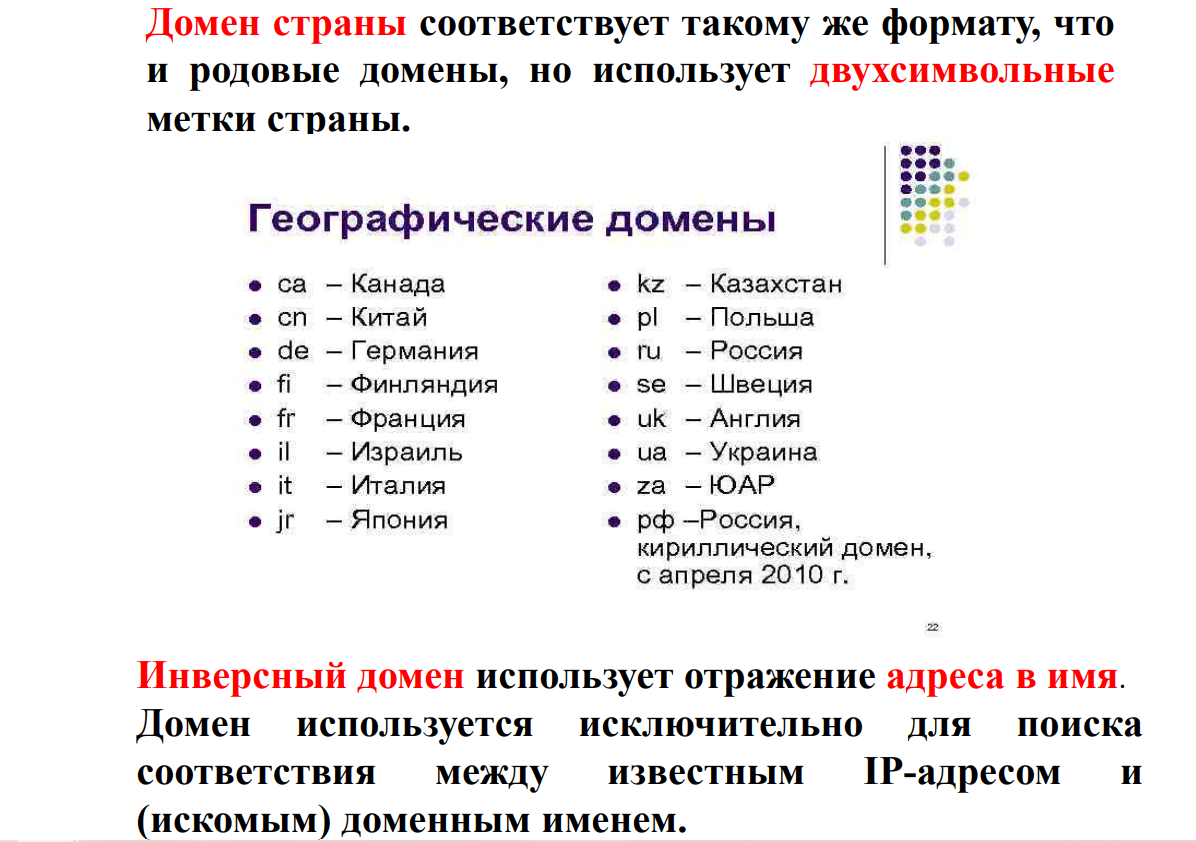 Домен страны соответствует такому же формату, что
и родовые домены, но использует двухсимвольные
метки страны.
Географические домены
ca – Канада
cn – Китай
de – Германия
fi – Финляндия
fr – Франция
il – Израиль
it – Италия
jr – Япония
kz – Казахстан
pl – Польша
ru – Россия
se – Швеция
uk – Англия
ua – Украина
za – ЮАР
рф –Россия,
кириллический домен,
с апреля 2010 г.
22
Инверсный домен использует отражение адреса в имя.
Домен используется исключительно для поиска
соответствия между известным IP-адресом и
(искомым) доменным именем.